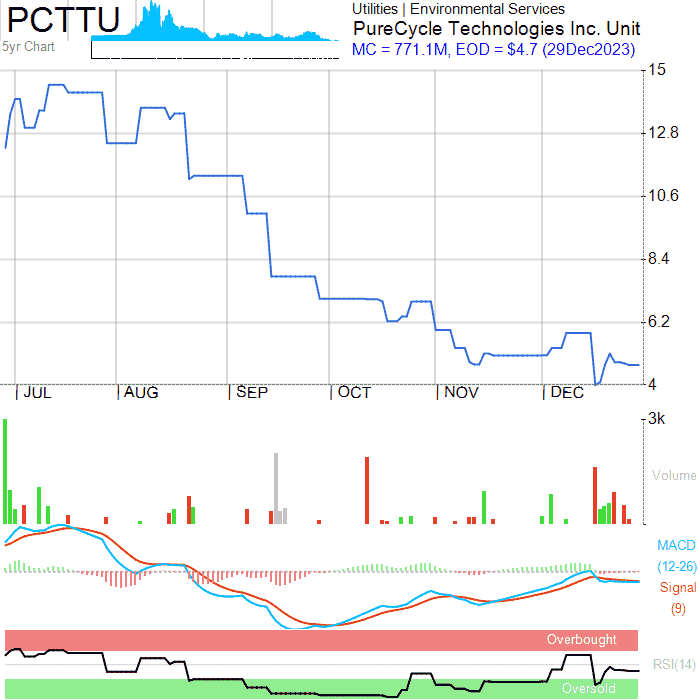 PCTTU
5yr Chart
Utilities | Environmental Services
PureCycle Technologies Inc. Unit
MC = 771.1M, EOD = $4.7 (29Dec2023)
15
12.8
10.6
8.4
6.2
4
JUL AUG SEP OCT NOV DEC
3k
Volume
MACD
(12-26)
Signal
(9)
Overbought
RSI(14)
Oversold